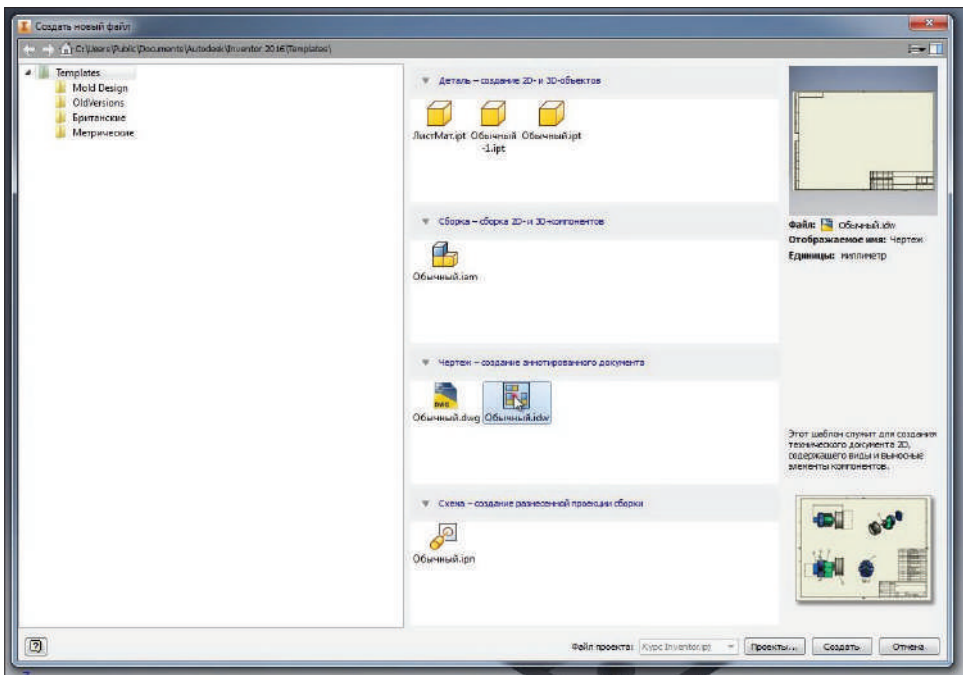 Создать новый файл
C:\Users\Public\Documents\Autodesk\Inventor 2016\Templates\
Templates
Mold Design
OldVersions
Британские
Метрические
Деталь – создание 2D- и 3D-объектов
ЛистМат.ipt
Обычный
-1.ipt
Обычный.ipt
Сборка – сборка 2D- и 3D-компонентов
Обычный.iam
Чертеж – создание аннотированного документа
DWG
Обычный.dwg
Обычный.idw
Схема – создание разнесенной проекции сборки
Обычный.ipn
Файл: Обычный.idw
Отображаемое имя: Чертеж
Единицы: миллиметр
Этот шаблон служит для создания
технического документа 2D,
содержащего виды и выносные
элементы компонентов.
Файл проекта: Курс Inventor.ipj
Проекты...
Создать
Отмена